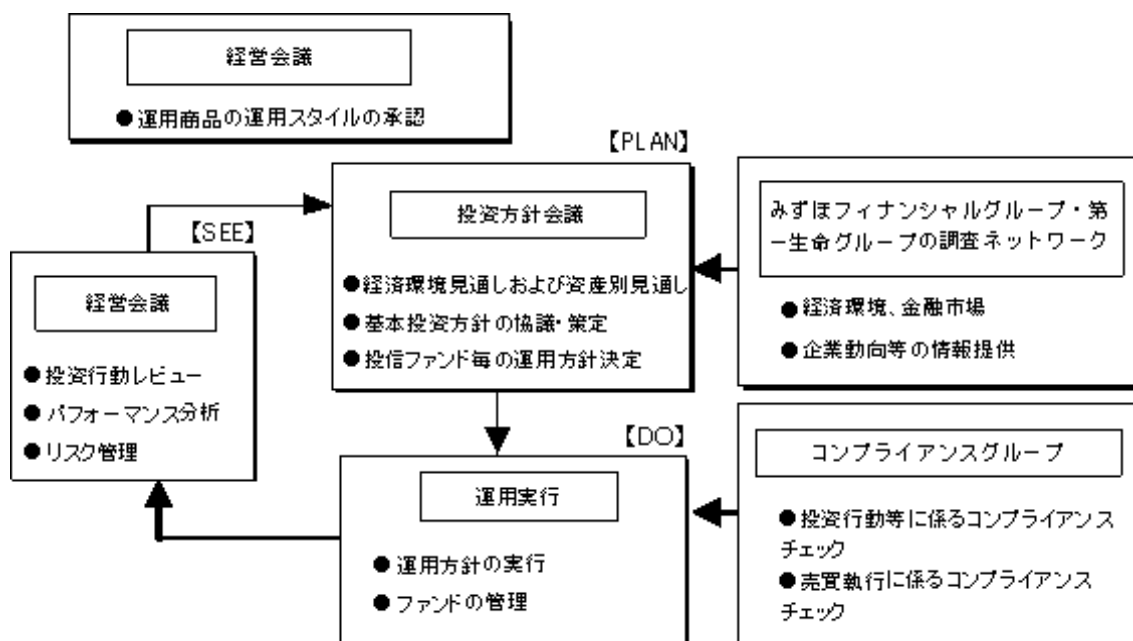 経営会議
●運用商品の運用スタイルの承認
【PLAN】
投資方針会議
●経済環境見通しおよび資産別見通し
●基本投資方針の協議・策定
●投信ファンド毎の運用方針決定
みずほフィナンシャルグループ・第
一生命グループの調査ネットワーク
●経済環境、金融市場
●企業動向等の情報提供
【SEE】
経営会議
●投資行動レビュー
●パフォーマンス分析
●リスク管理
【DO】
運用実行
●運用方針の実行
●ファンドの管理
コンプライアンスグループ
●投資行動等に係るコンプライアンス
チェック
●売買執行に係るコンプライアンス
チェック